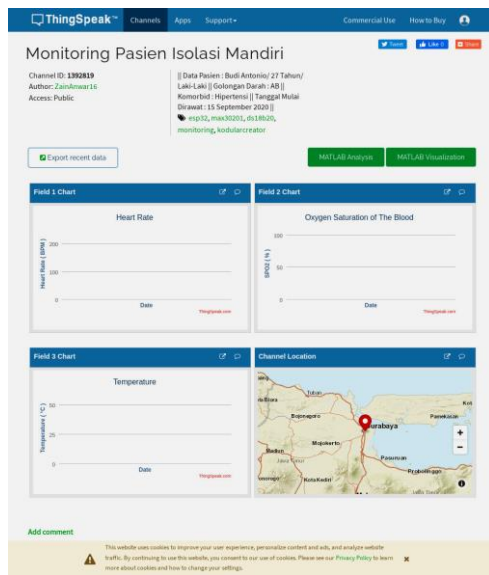 ThingSpeak™ Channels Apps Support Commercial Use How to Buy
Monitoring Pasien Isolasi Mandiri
Tweet Like 0 Share
Channel ID: 1392819
Author: ZainAnwar16
Access: Public
|| Data Pasien : Budi Antonio/ 27 Tahun/
Laki-Laki || Golongan Darah : AB ||
Komorbid : Hipertensi || Tanggal Mulai
Dirawat : 15 September 2020 ||
esp32, max30201, ds18b20,
monitoring, kodularcreator
Export recent data
MATLAB Analysis MATLAB Visualization
Field 1 Chart
Heart Rate
Heart Rate ( BPM )
200
100
0
Date
ThingSpeak.com
Field 2 Chart
Oxygen Saturation of The Blood
SPO2 ( % )
100
50
0
Date
ThingSpeak.com
Field 3 Chart
Temperature
Temperature ( °C )
50
25
0
Date
ThingSpeak.com
Channel Location
Tuban
Bojonegoro
Surabaya
Pamekasan
Mojokerto
Madiun
Pasuruan
Probolinggo
Kota Kediri
+
−
Add comment
This website uses cookies to improve your user experience, personalize content and ads, and analyze website
traffic. By continuing to use this website, you consent to our use of cookies. Please see our Privacy Policy to learn
more about cookies and how to change your settings.